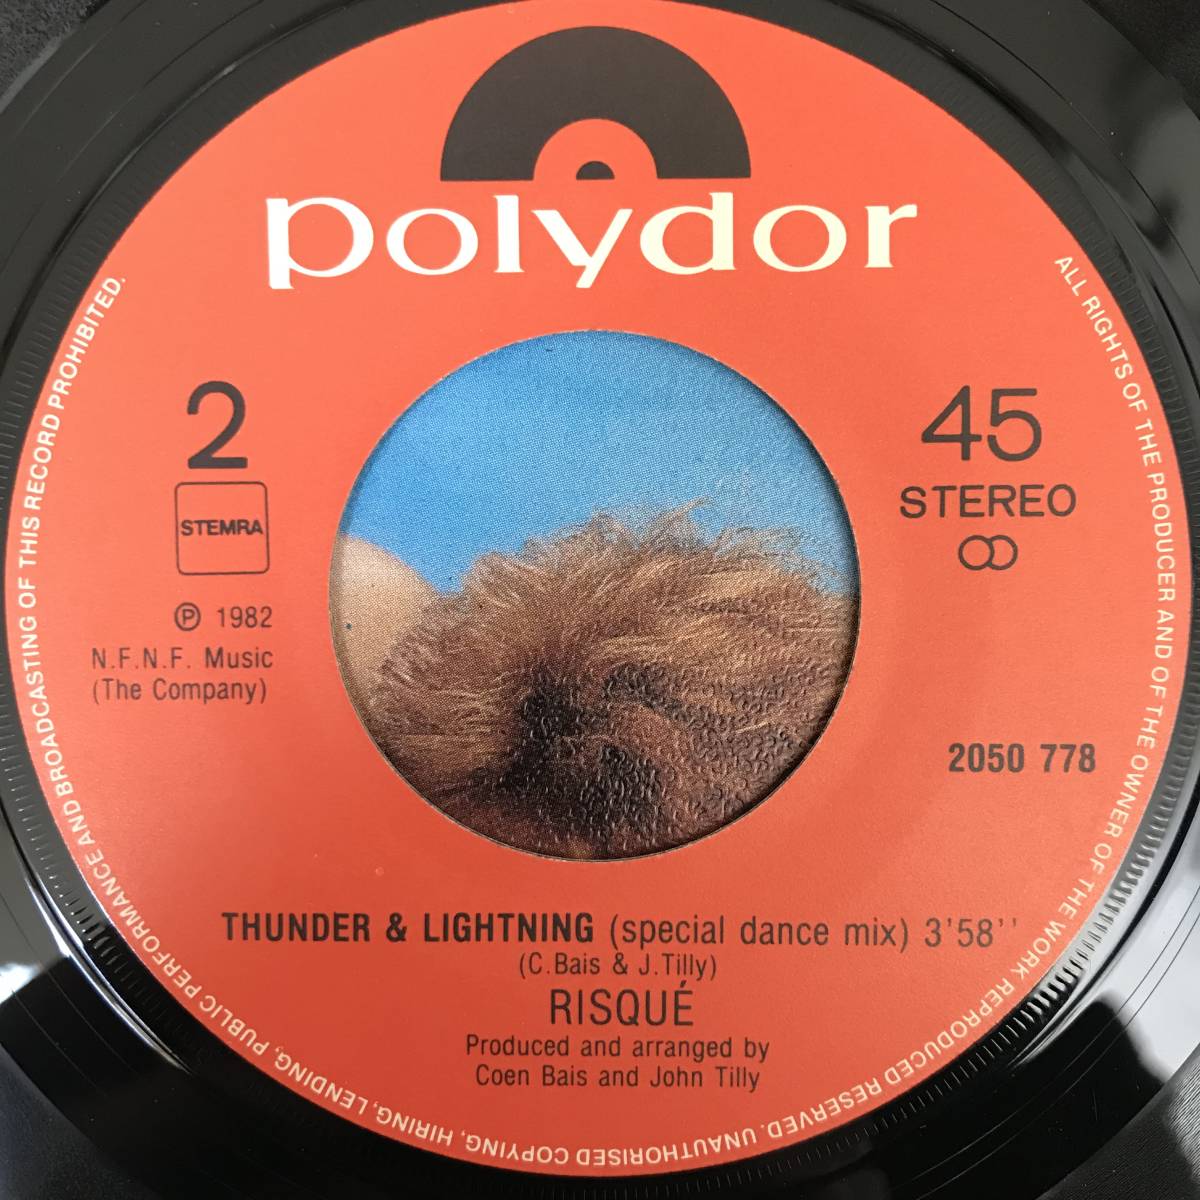 polydor
2
STEMRA
Ⓟ 1982
N.F.N.F. Music
(The Company)
45
STEREO
2050 778
THUNDER & LIGHTNING (special dance mix) 3'58''
(C.Bais & J.Tilly)
RISQUÉ
Produced and arranged by
Coen Bais and John Tilly
ALL RIGHTS OF THE PRODUCER AND OF THE OWNER OF THE WORK REPRODUCED RESERVED. UNAUTHORISED COPYING, HIRING, LENDING, PUBLIC PERFORMANCE AND BROADCASTING OF THIS RECORD PROHIBITED.